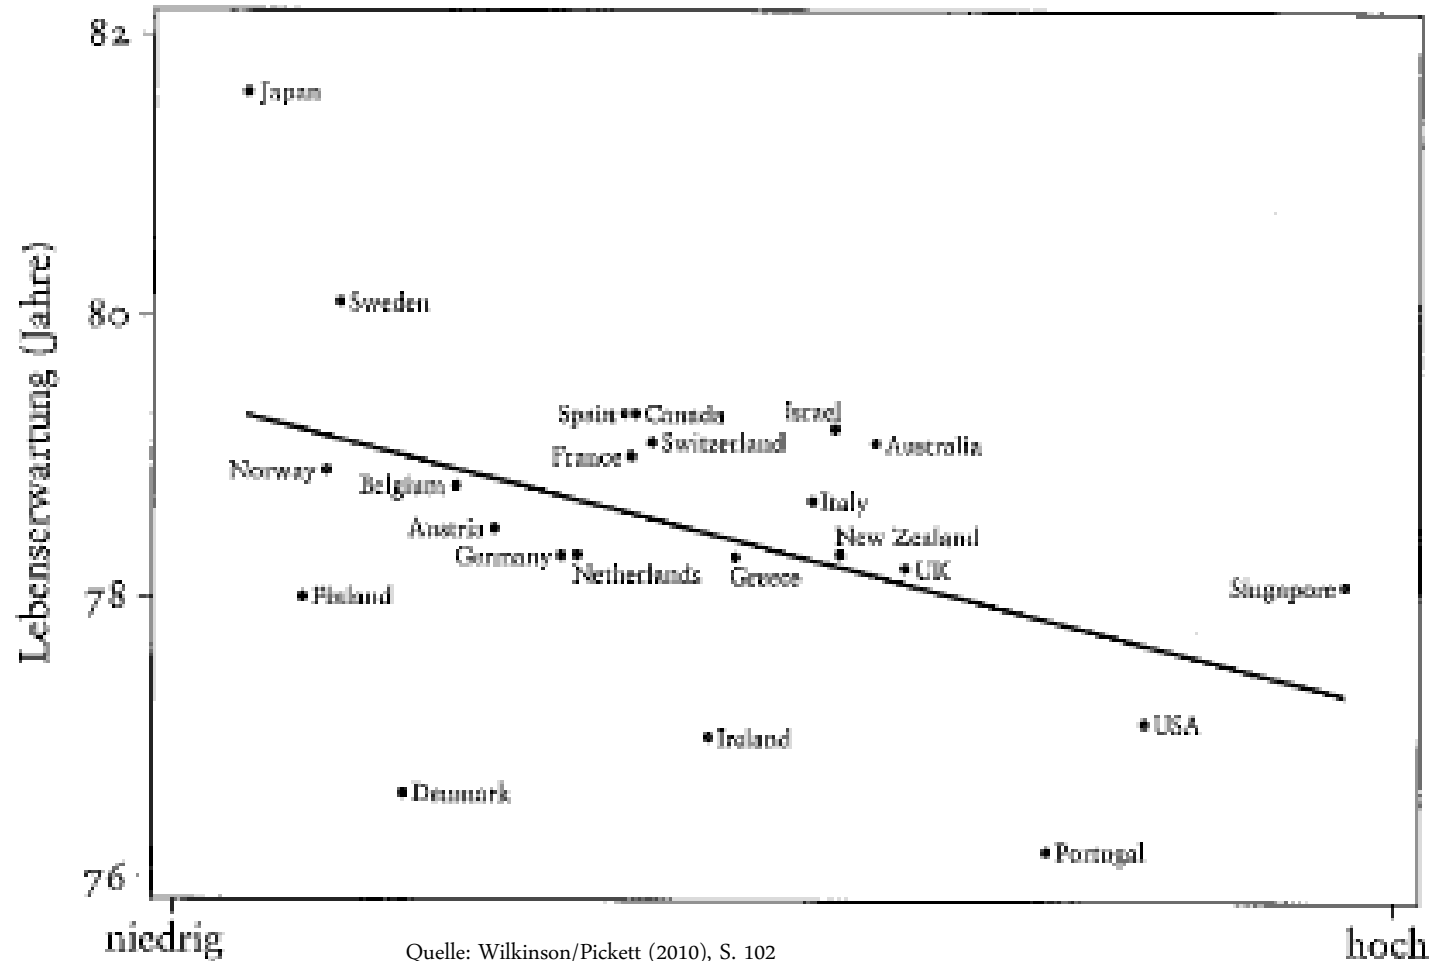 82
Japan
Lebenserwartung (Jahre)
80
Sweden
Spain Canada
Israel
Switzerland
Australia
France
Norway
Belgium
Italy
Austria
New Zealand
Germany
Netherlands
Greece
UK
78
Finland
Singapore
Ireland
USA
Denmark
Portugal
76
niedrig
hoch
Quelle: Wilkinson/Pickett (2010), S. 102